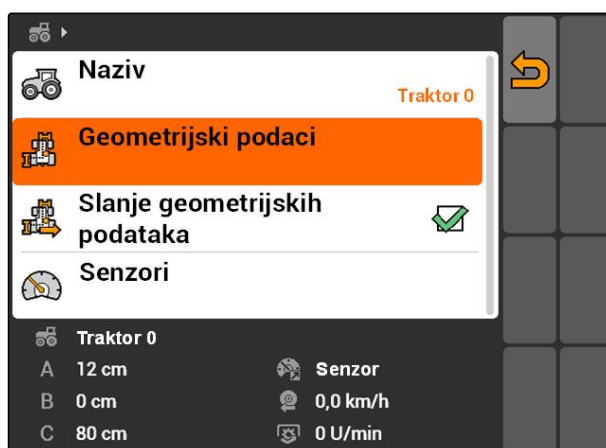 Naziv
Traktor 0
Geometrijski podaci
Slanje geometrijskih
podataka
Senzori
Traktor 0
A 12 cm Senzor
B 0 cm 0,0 km/h
C 80 cm 0 U/min